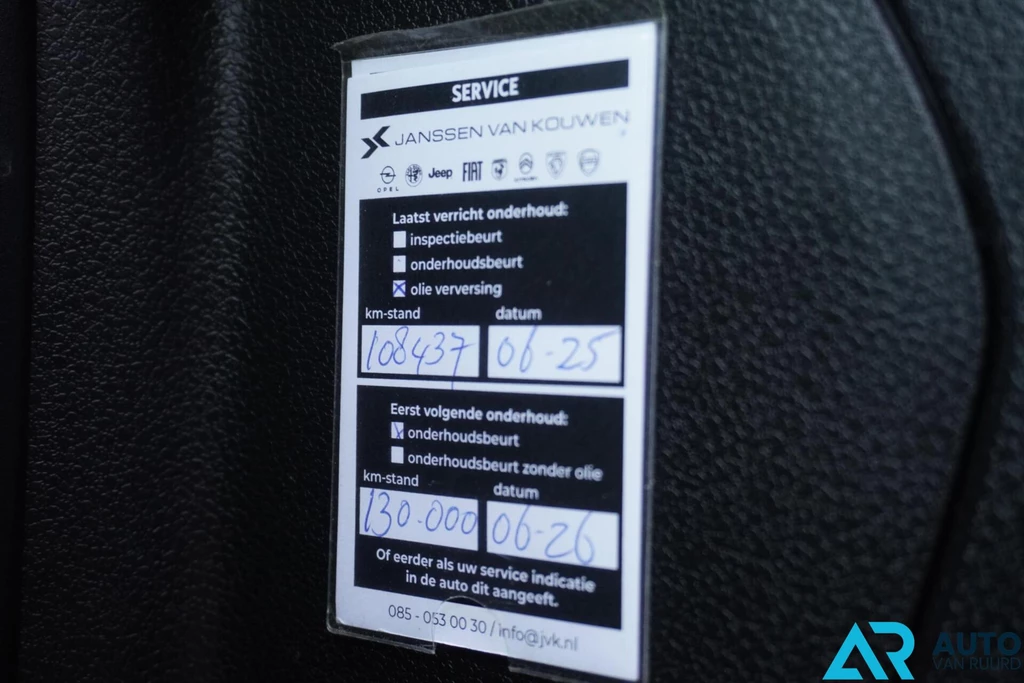 SERVICE
JANSSEN VAN KOUWEN
OPEL Jeep FIAT
Laatst verricht onderhoud:
inspectiebeurt
onderhoudsbeurt
olie verversing
km-stand datum
108437 06-25
Eerst volgende onderhoud:
onderhoudsbeurt
onderhoudsbeurt zonder olie
km-stand datum
130.000 06-26
Of eerder als uw service indicatie
in de auto dit aangeeft.
085 - 053 00 30 / info@jvk.nl
AR AUTO
VAN RUURD